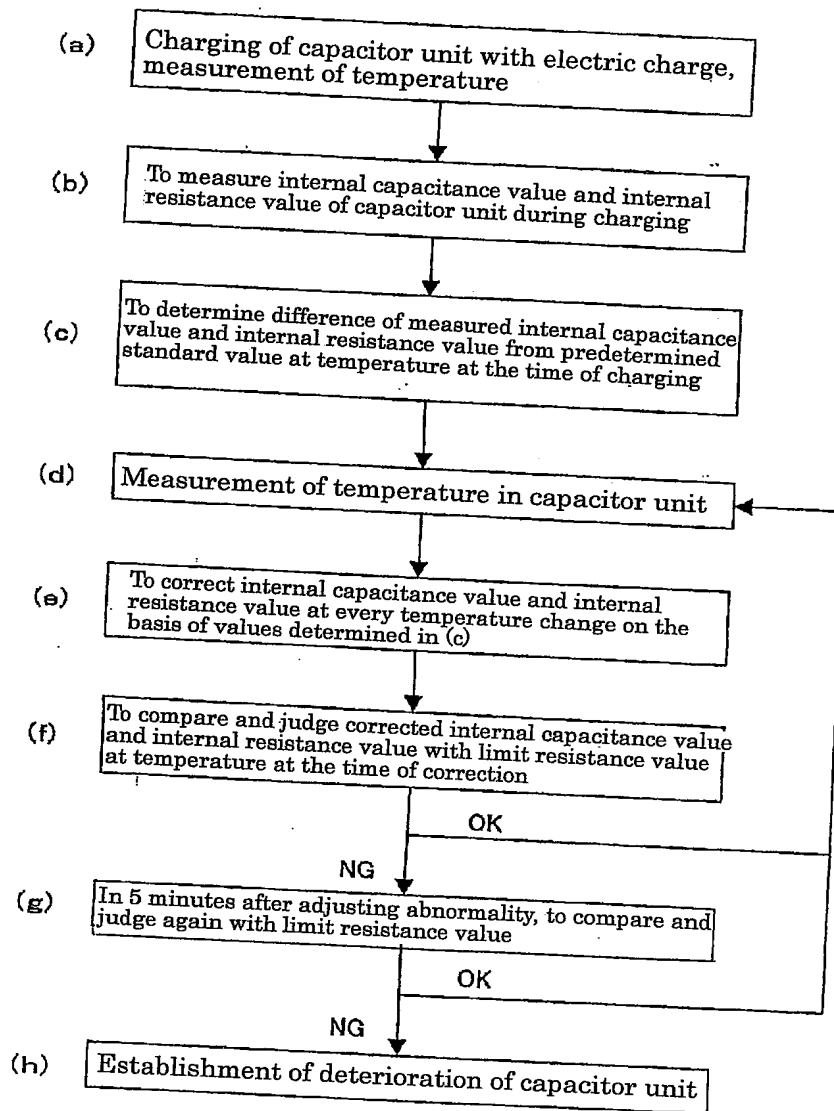 (a) Charging of capacitor unit with electric charge,
measurement of temperature
(b) To measure internal capacitance value and internal
resistance value of capacitor unit during charging
(c) To determine difference of measured internal capacitance
value and internal resistance value from predetermined
standard value at temperature at the time of charging
(d) Measurement of temperature in capacitor unit
(e) To correct internal capacitance value and internal
resistance value at every temperature change on the
basis of values determined in (c)
(f) To compare and judge corrected internal capacitance value
and internal resistance value with limit resistance value
at temperature at the time of correction
OK
NG
(g) In 5 minutes after adjusting abnormality, to compare and
judge again with limit resistance value
OK
NG
(h) Establishment of deterioration of capacitor unit